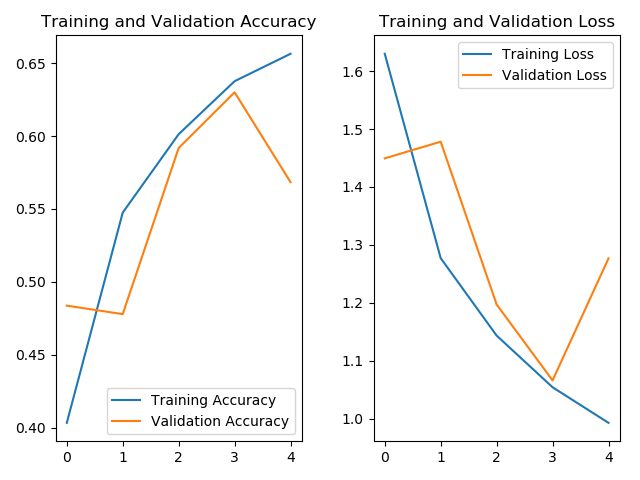 Training and Validation Accuracy
0.65
0.60
0.55
0.50
0.45
0.40
0 1 2 3 4
Training Accuracy
Validation Accuracy
Training and Validation Loss
1.6
1.5
1.4
1.3
1.2
1.1
1.0
0 1 2 3 4
Training Loss
Validation Loss